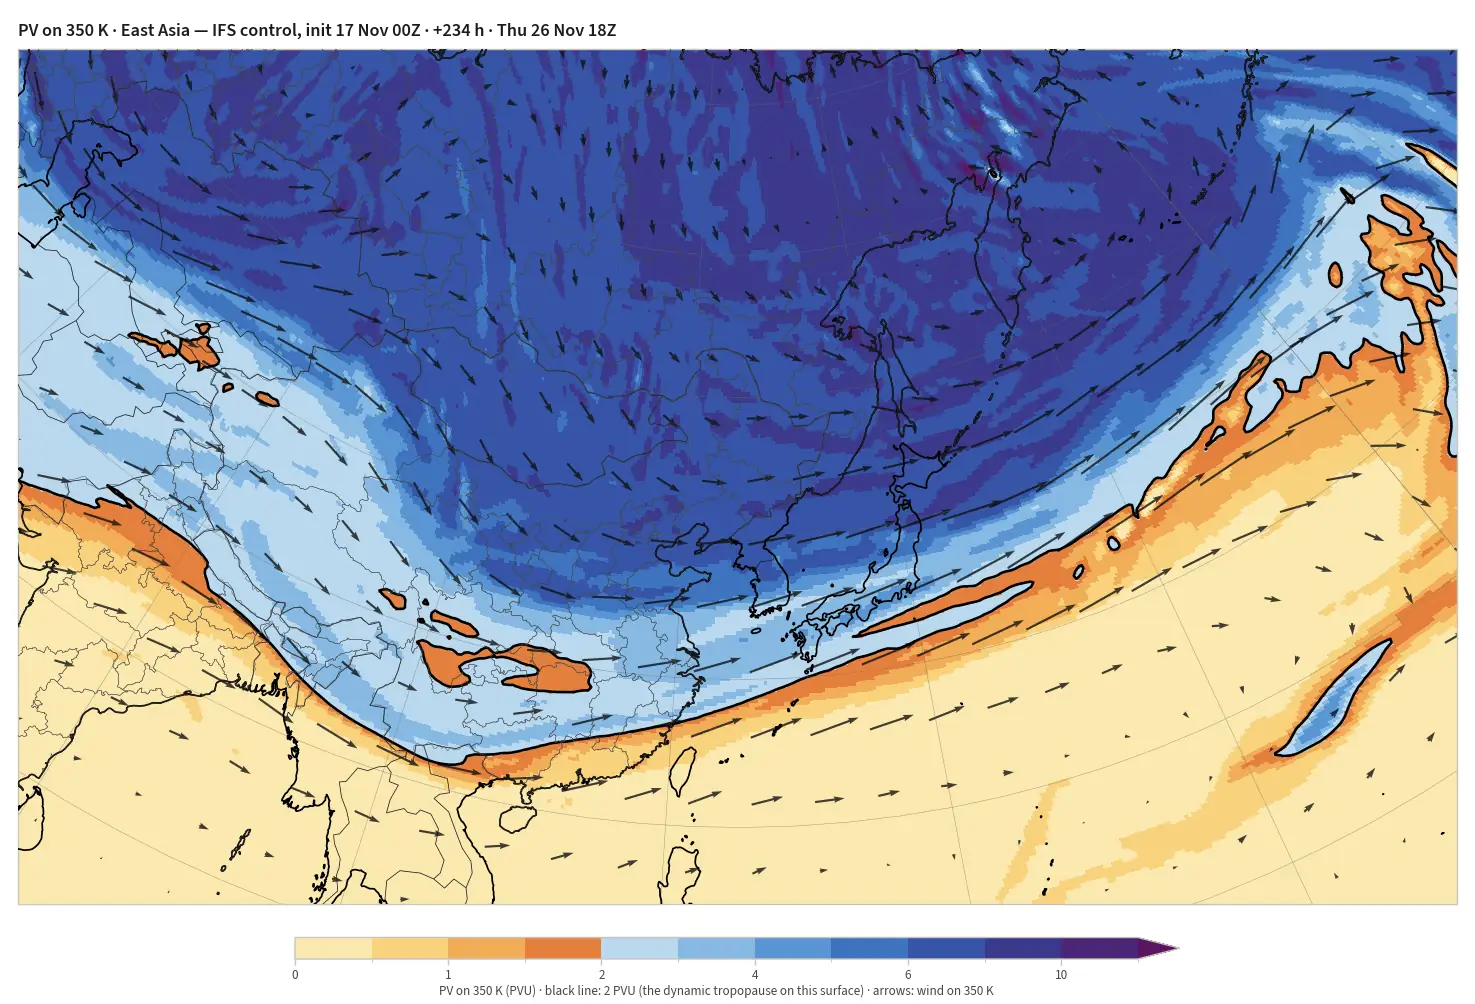 PV on 350 K · East Asia — IFS control, init 17 Nov 00Z · +234 h · Thu 26 Nov 18Z
0 1 2 4 6 10
PV on 350 K (PVU) · black line: 2 PVU (the dynamic tropopause on this surface) · arrows: wind on 350 K